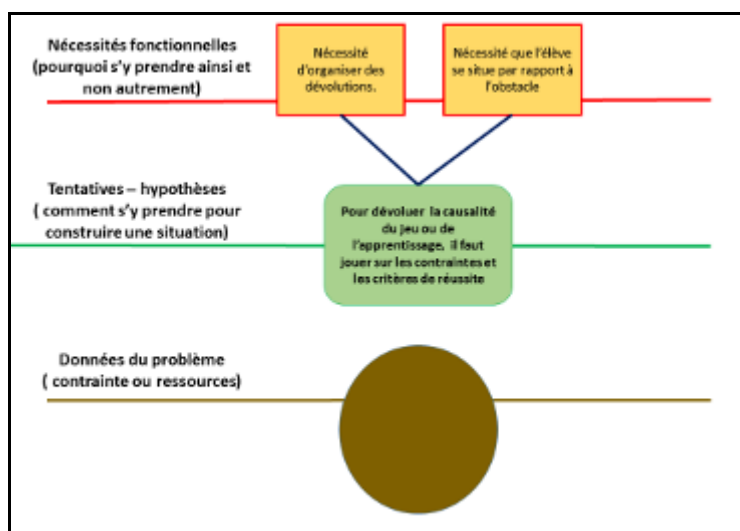 Nécessités fonctionnelles
(pourquoi s'y prendre ainsi et
non autrement)
Nécessité
d'organiser des
dévolutions.
Nécessité que l'élève
se situe par rapport à
l'obstacle
Tentatives – hypothèses
( comment s'y prendre pour
construire une situation)
Pour dévoluer la causalité
du jeu ou de
l'apprentissage, il faut
jouer sur les contraintes et
les critères de réussite
Données du problème
( contrainte ou ressources)